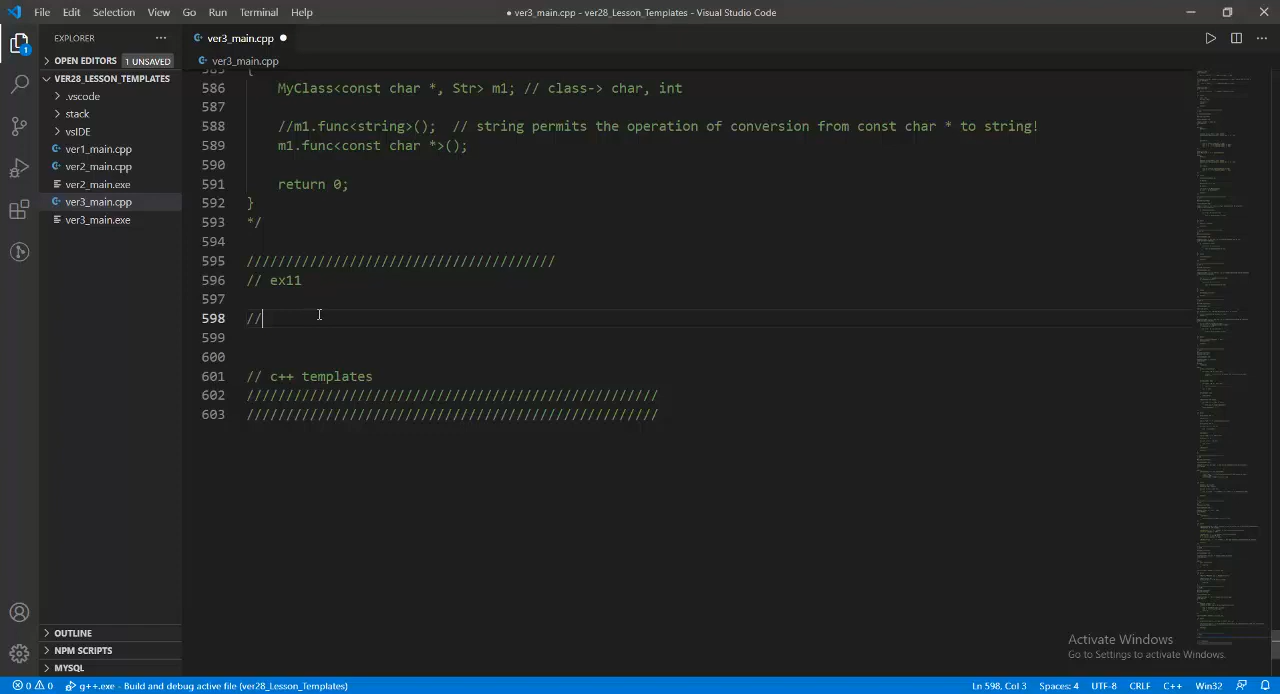 File Edit Selection View Go Run Terminal Help
● ver3_main.cpp - ver28_Lesson_Templates - Visual Studio Code
EXPLORER ···
ver3_main.cpp
OPEN EDITORS 1 UNSAVED
ver3_main.cpp
VER28_LESSON_TEMPLATES
.vscode
stack
vsIDE
ver1_main.cpp
ver2_main.cpp
ver2_main.exe
ver3_main.cpp
ver3_main.exe
585 {
586 MyClass<const char *, Str> m1; // class-> char, int
587
588 //m1.func<string>(); // string permits the operation of conversion from const char * to string!
589 m1.func<const char *>();
590
591 return 0;
592 }
593 */
594
595 ///////////////////////////////////////
596 // ex11
597
598 //
599
600
601 // c++ templates
602 ////////////////////////////////////////////////////
603 ////////////////////////////////////////////////////
OUTLINE
NPM SCRIPTS
MYSQL
Activate Windows
Go to Settings to activate Windows.
0 0 g++.exe - Build and debug active file (ver28_Lesson_Templates)
Ln 598, Col 3 Spaces: 4 UTF-8 CRLF C++ Win32